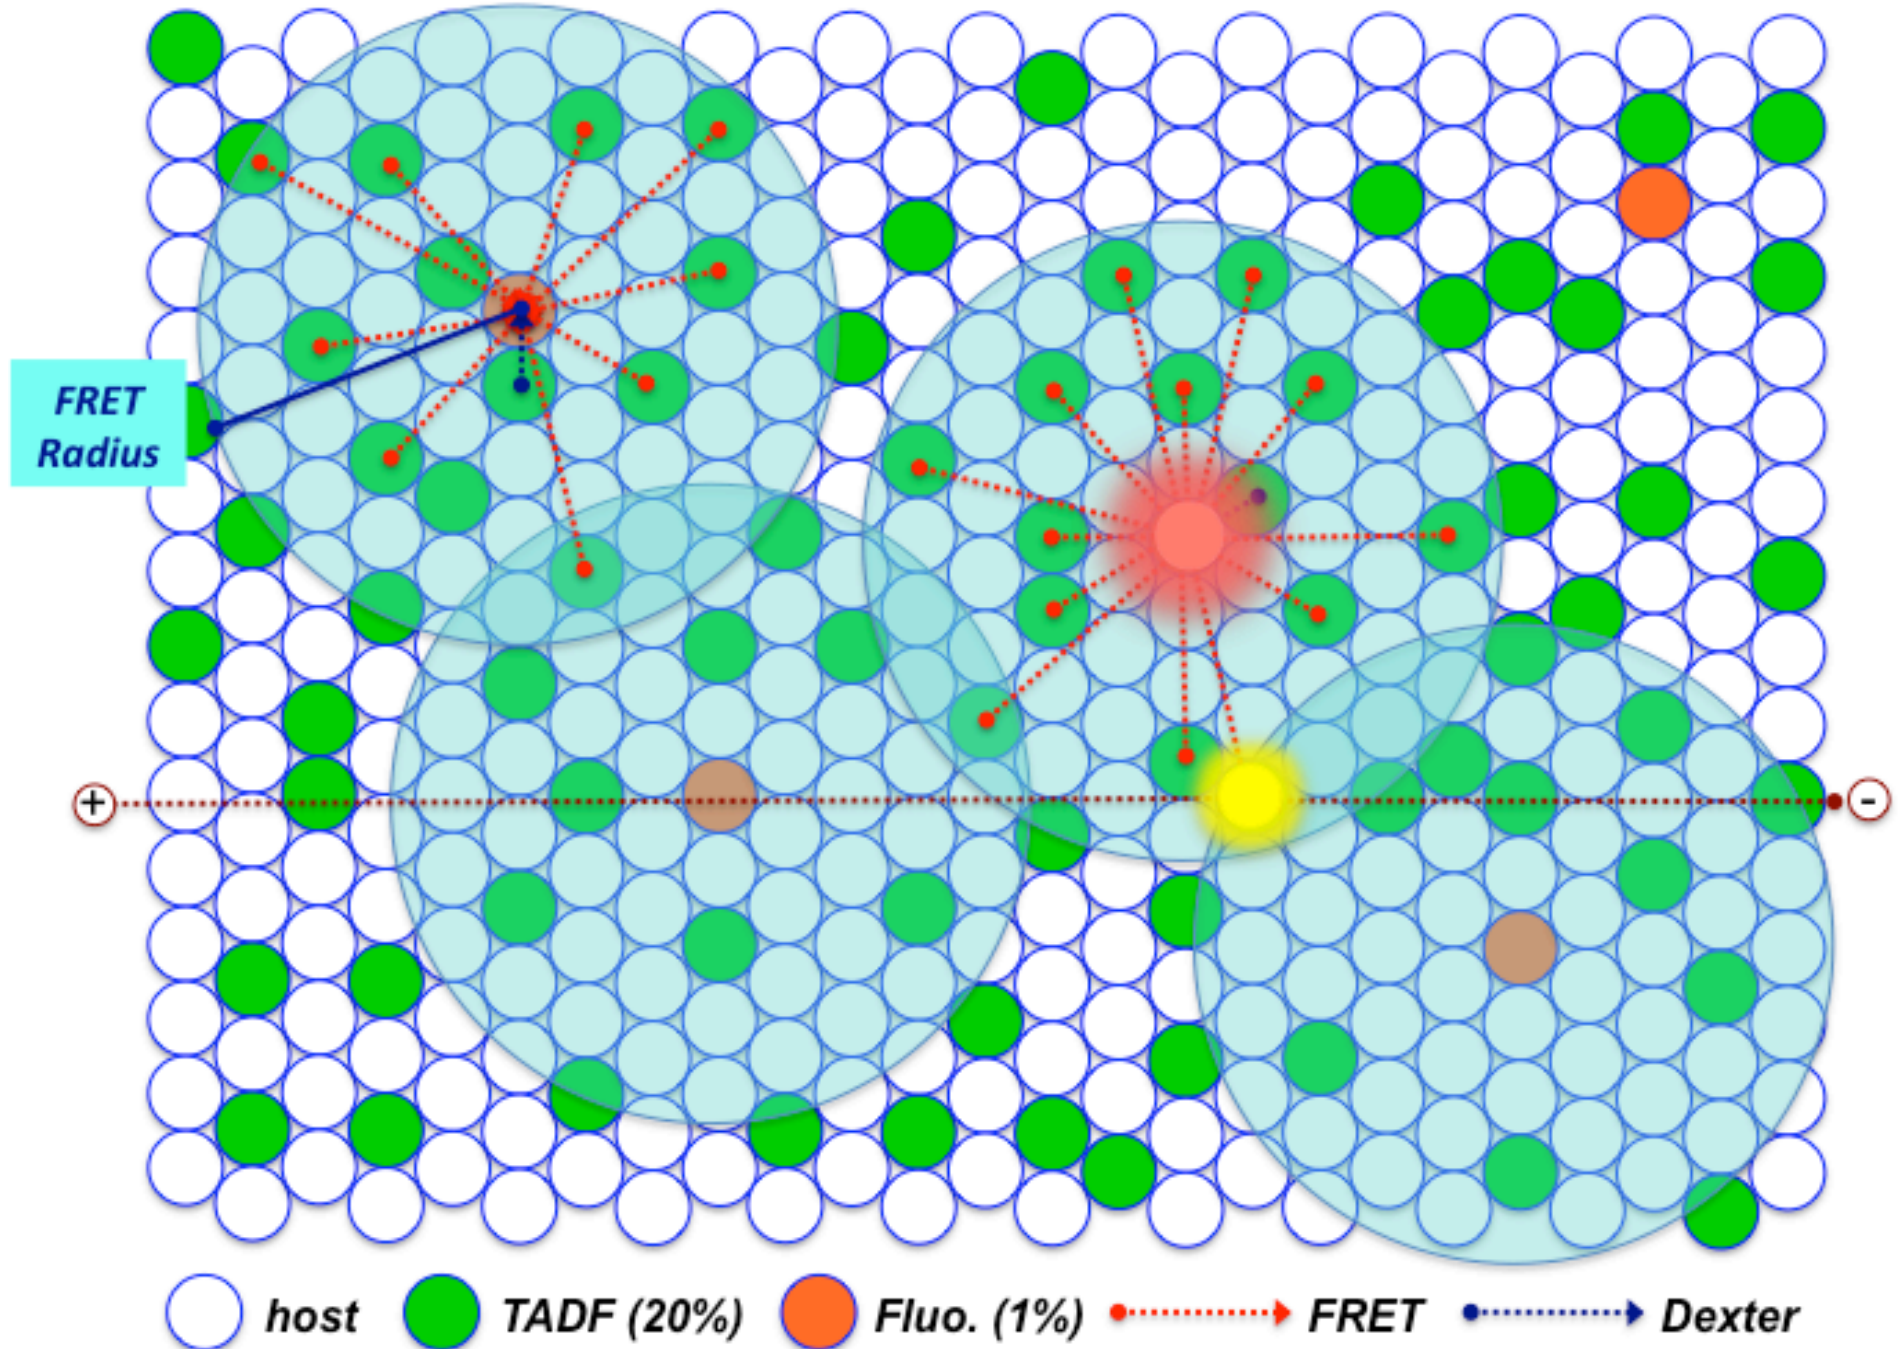 FRET
Radius
+ -
host TADF (20%) Fluo. (1%) FRET Dexter